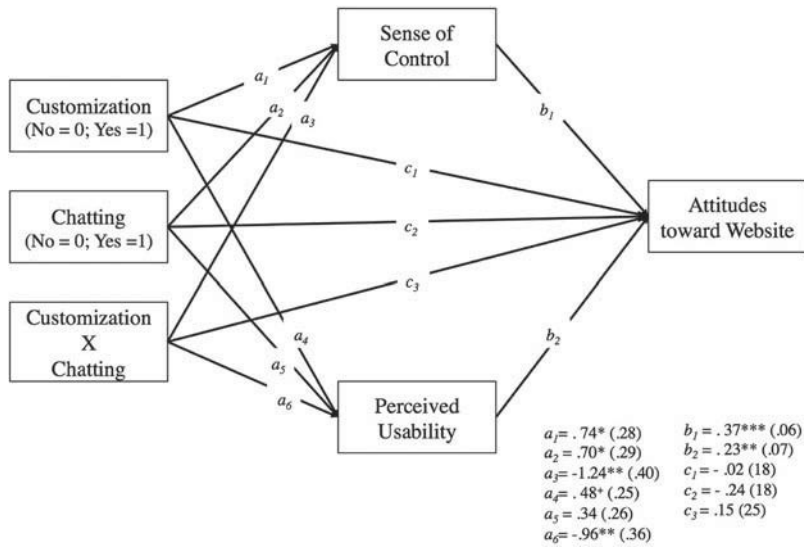 Sense of
Control
Customization
(No = 0; Yes =1)
a1
a2
a3
b1
c1
Chatting
(No = 0; Yes =1)
c2
Attitudes
toward Website
c3
Customization
X
Chatting
a4
a5
a6
b2
Perceived
Usability
a1= .74* (.28)
a2 = .70* (.29)
a3= -1.24** (.40)
a4= .48+ (.25)
a5 = .34 (.26)
a6= -.96** (.36)
b1 = .37*** (.06)
b2 = .23** (.07)
c1 = - .02 (18)
c2 = - .24 (18)
c3 = .15 (25)